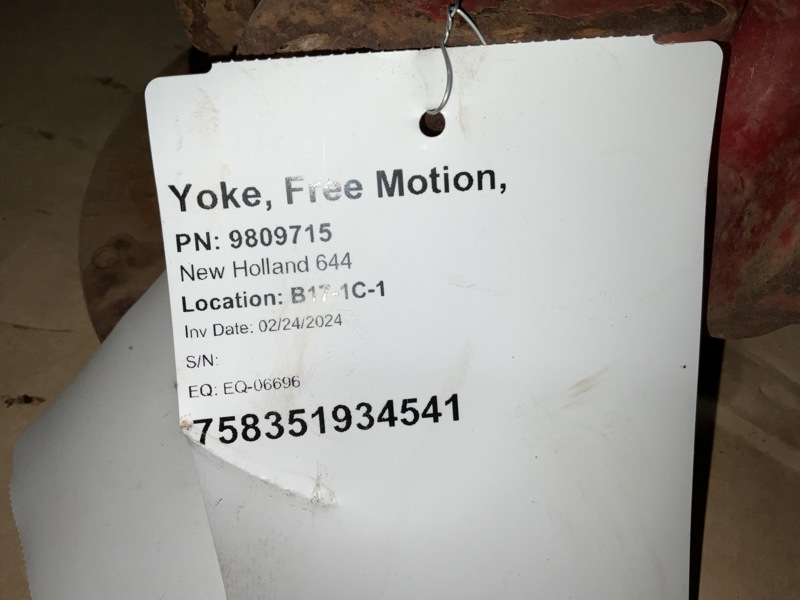 Yoke, Free Motion,
PN: 9809715
New Holland 644
Location: B17-1C-1
Inv Date: 02/24/2024
S/N:
EQ: EQ-06696
758351934541